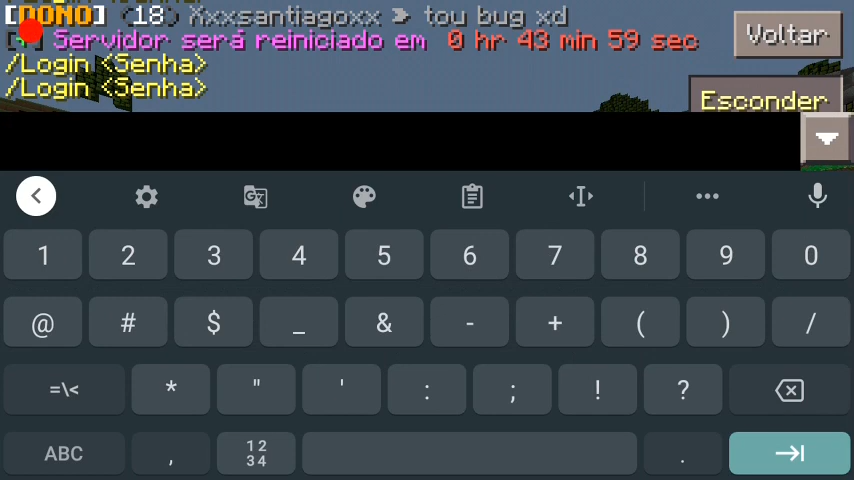 [DONO] (18) xxsantiagoxx > tou bug xd
Servidor será reiniciado em 0 hr 43 min 59 sec
/Login <Senha>
/Login <Senha>
Voltar
Esconder
1 2 3 4 5 6 7 8 9 0
@ # $ _ & - + ( ) /
=\< * " ' : ; ! ?
ABC , 12 34 .